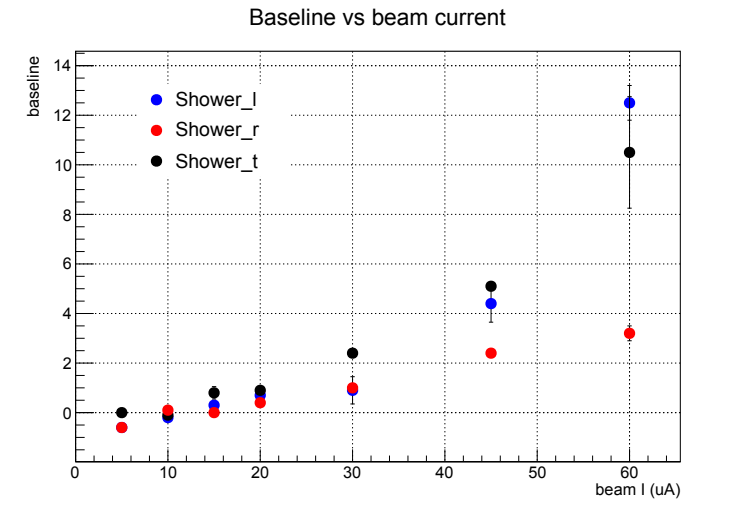 Baseline vs beam current
baseline
14
12
10
8
6
4
2
0
Shower_l
Shower_r
Shower_t
0 10 20 30 40 50 60
beam I (uA)